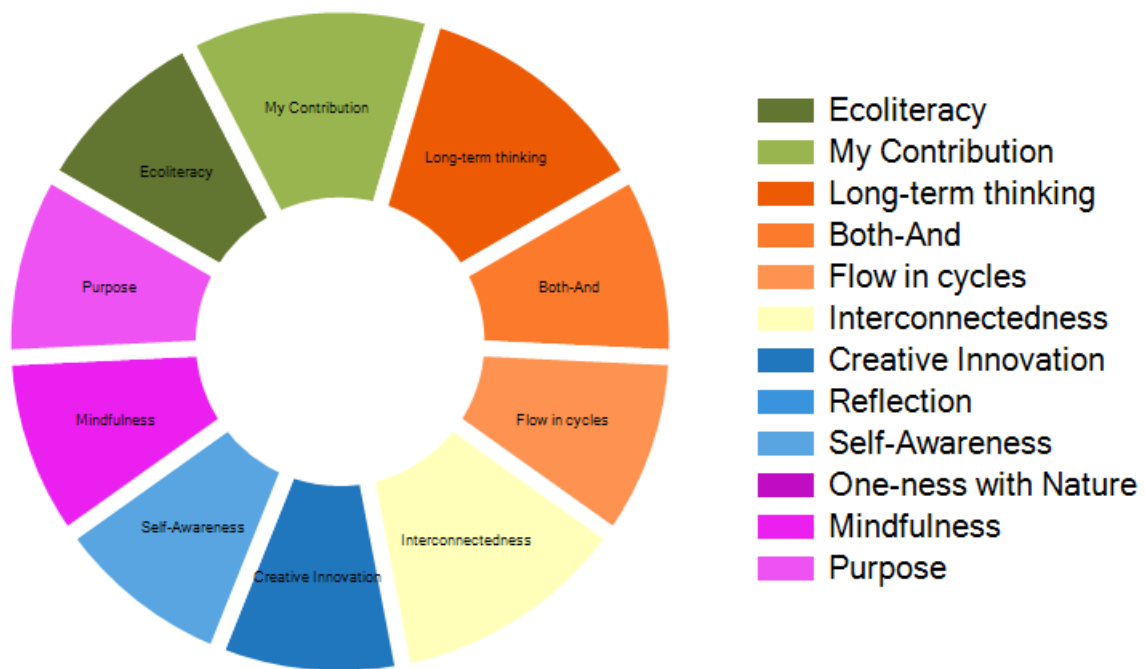 My Contribution
Long-term thinking
Ecoliteracy
Purpose
Both-And
Mindfulness
Flow in cycles
Self-Awareness
Interconnectedness
Creative Innovation
Ecoliteracy
My Contribution
Long-term thinking
Both-And
Flow in cycles
Interconnectedness
Creative Innovation
Reflection
Self-Awareness
One-ness with Nature
Mindfulness
Purpose